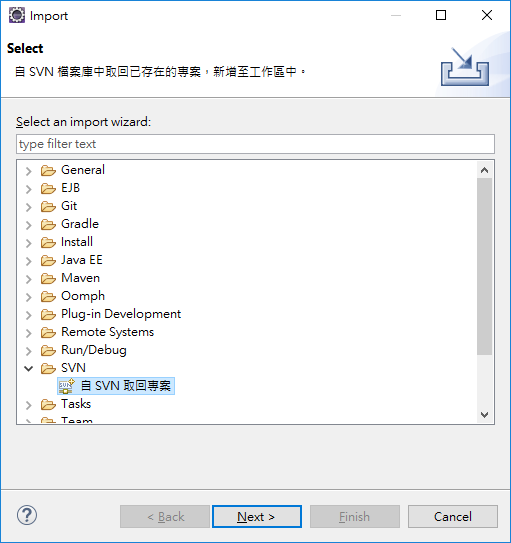 Import
Select
自 SVN 檔案庫中取回已存在的專案，新增至工作區中。
Select an import wizard:
type filter text
General
EJB
Git
Gradle
Install
Java EE
Maven
Oomph
Plug-in Development
Remote Systems
Run/Debug
SVN
自 SVN 取回專案
Tasks
Team
< Back
Next >
Finish
Cancel